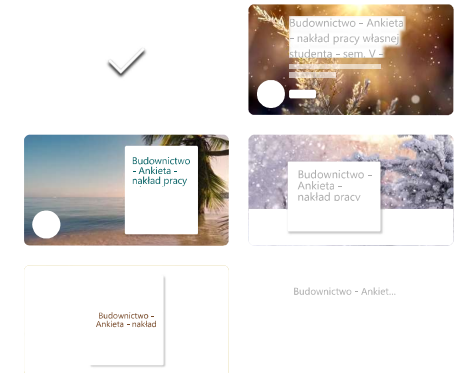 Budownictwo - Ankieta
- nakład pracy własnej
studenta - sem. V -
Budownictwo
- Ankieta -
nakład pracy
Budownictwo -
Ankieta -
nakład pracy
Budownictwo -
Ankieta - nakład
Budownictwo - Ankiet...